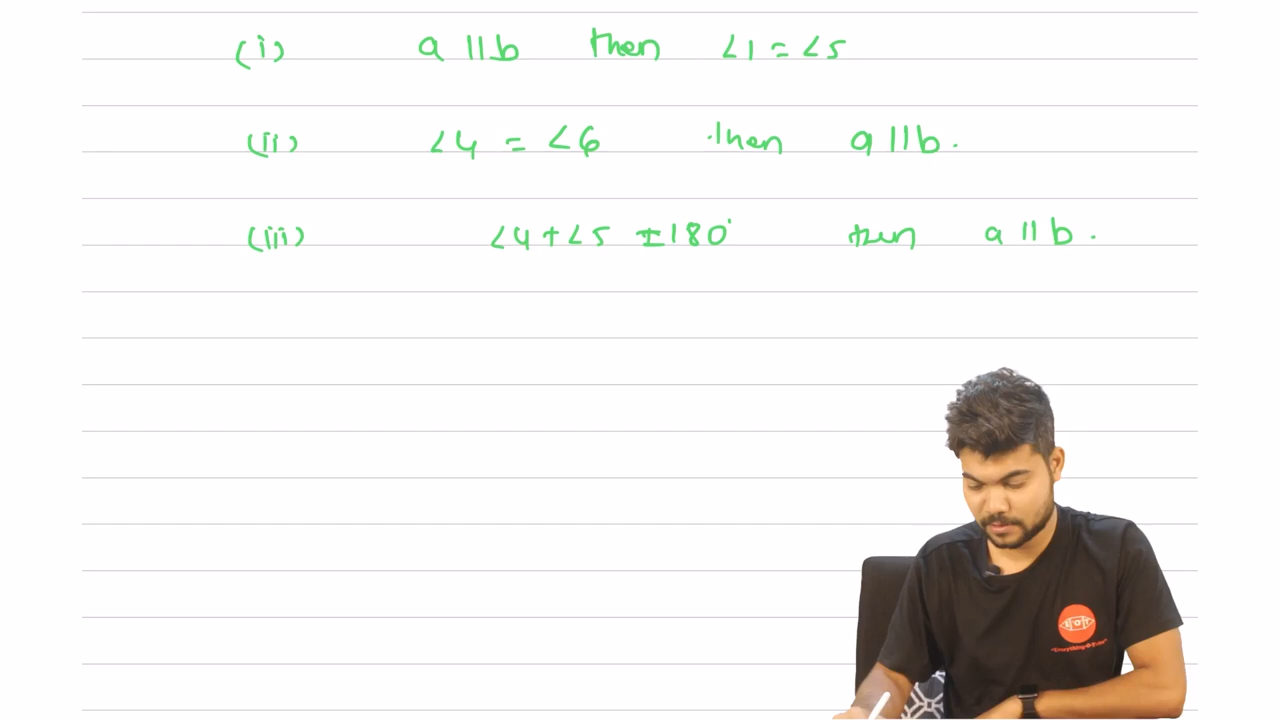 (i) a || b then ∠1 = ∠5
(ii) ∠4 = ∠6 then a || b.
(iii) ∠4 + ∠5 = 180° then a || b.